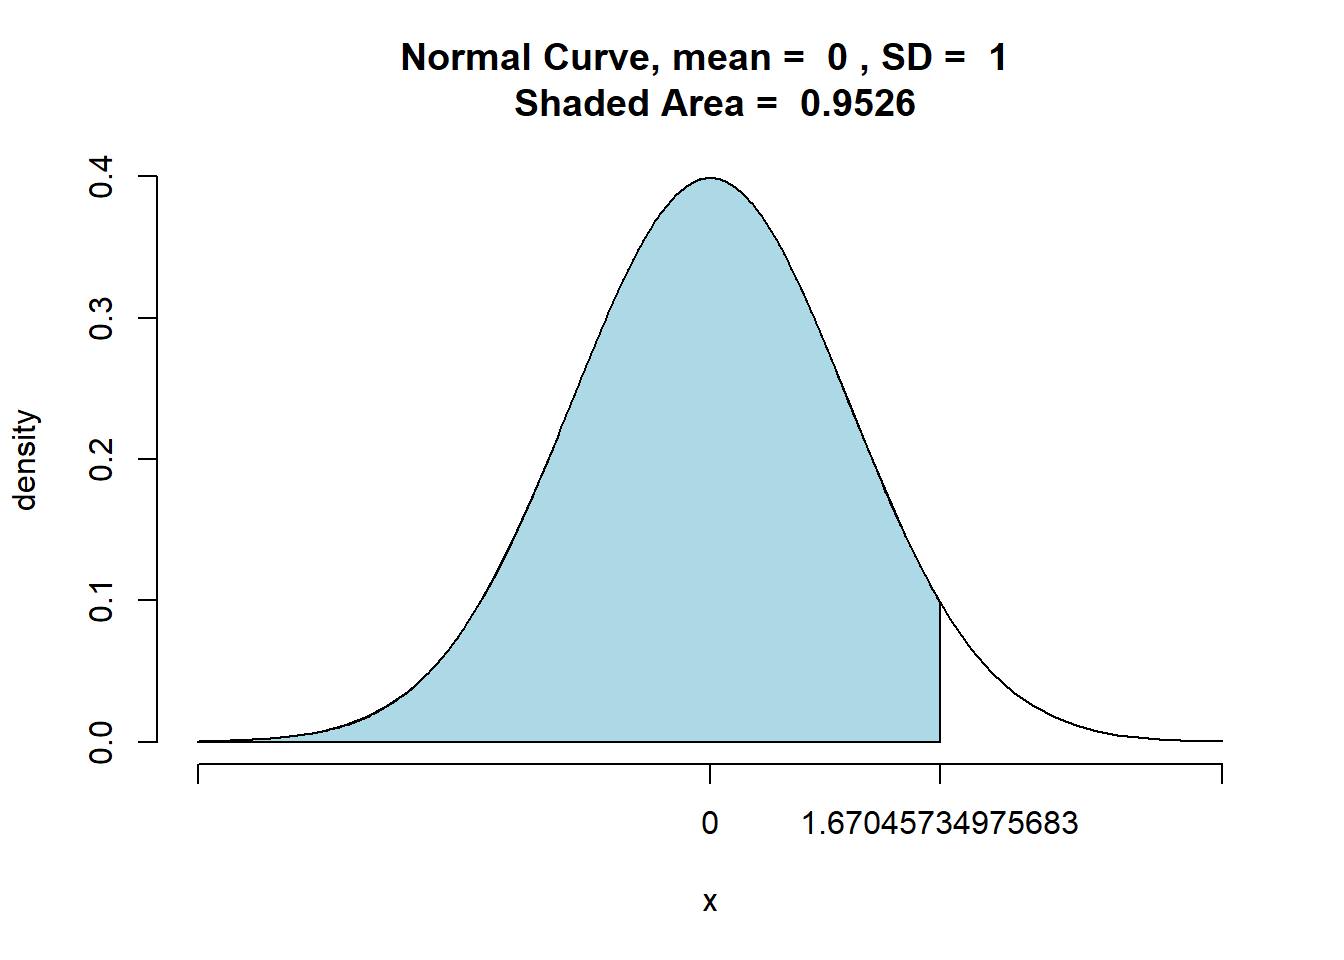 Normal Curve, mean =  0 , SD =  1
Shaded Area =  0.9526
density
0.4
0.3
0.2
0.1
0.0
0
1.67045734975683
x